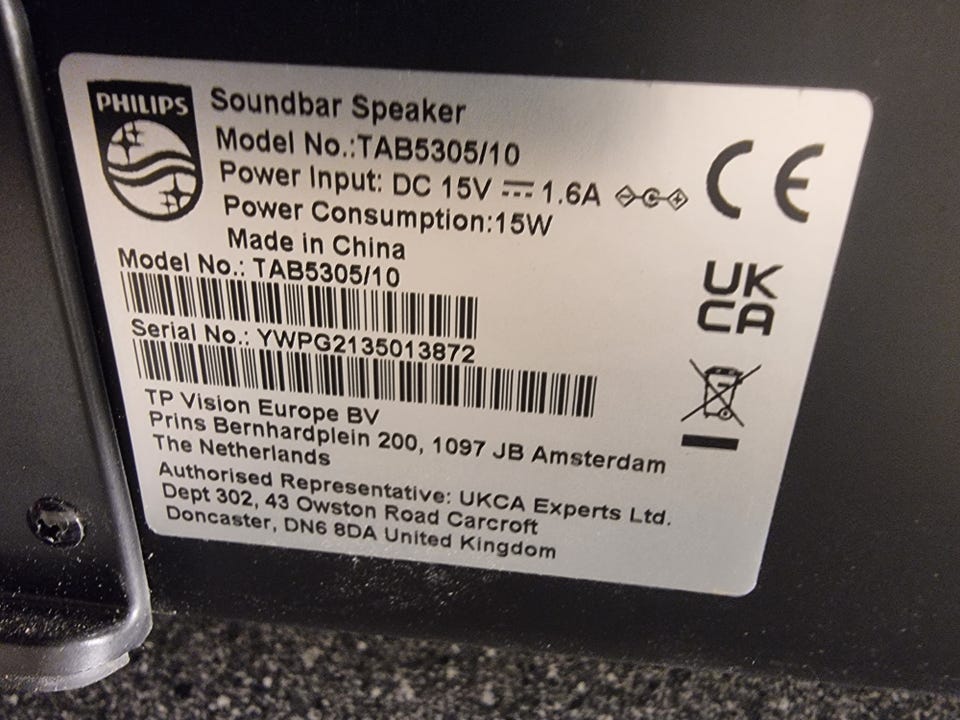 PHILIPS
Soundbar Speaker
Model No.:TAB5305/10
Power Input: DC 15V ⎓ 1.6A
Power Consumption:15W
Made in China
Model No.: TAB5305/10
Serial No.: YWPG2135013872
TP Vision Europe BV
Prins Bernhardplein 200, 1097 JB Amsterdam
The Netherlands
Authorised Representative: UKCA Experts Ltd.
Dept 302, 43 Owston Road Carcroft
Doncaster, DN6 8DA United Kingdom
CE
UK
CA